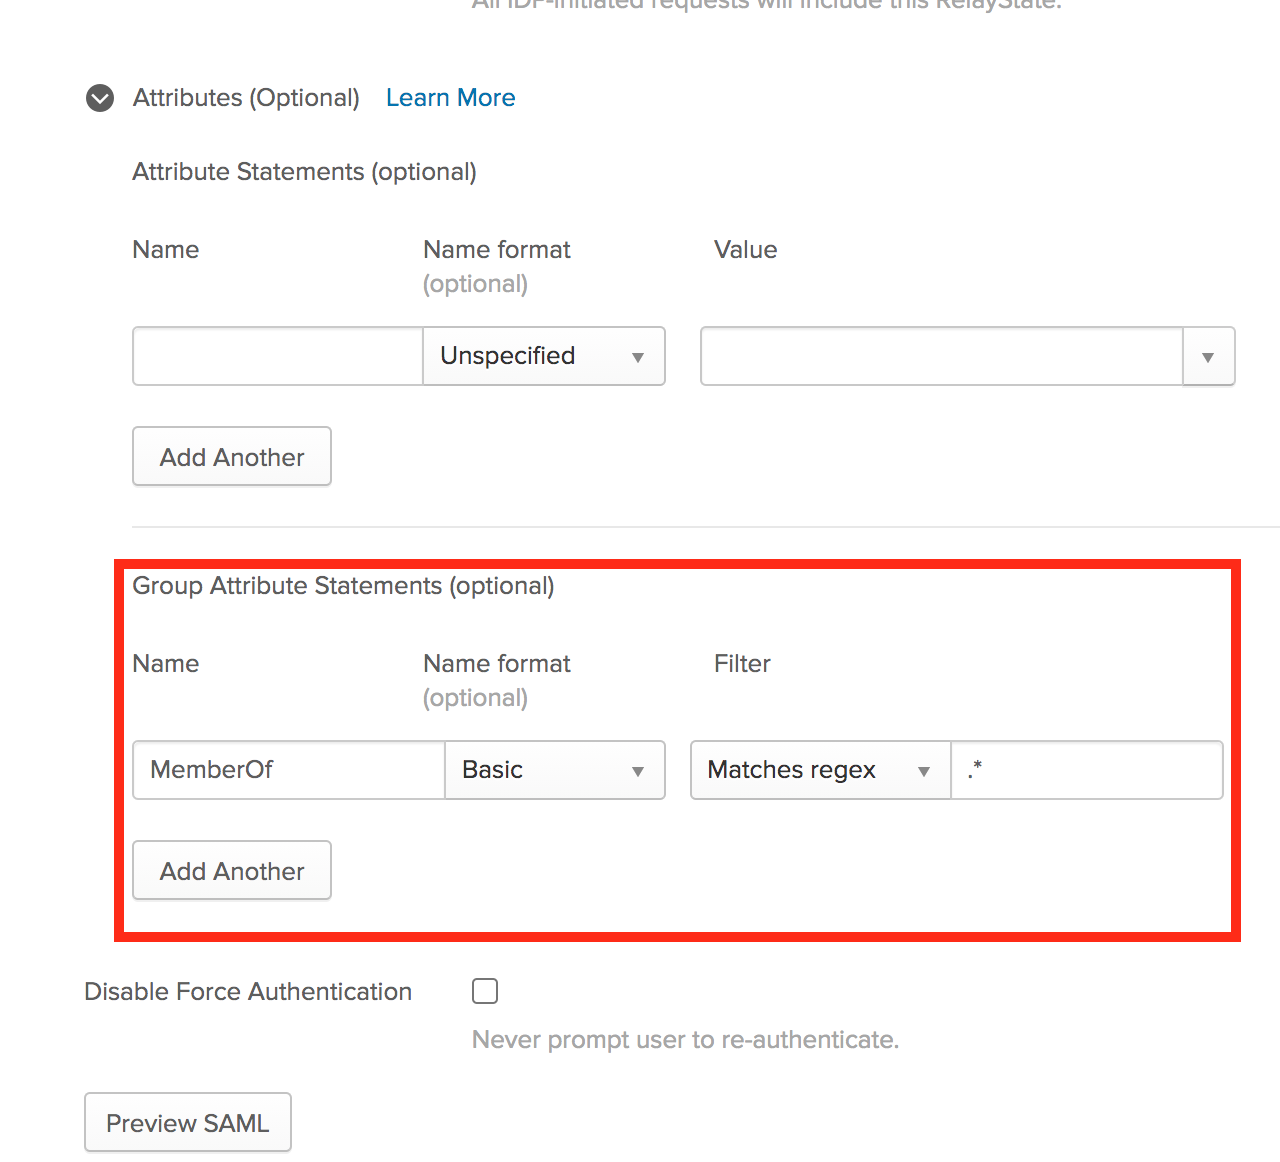 All IDP-initiated requests will include this RelayState.
Attributes (Optional) Learn More
Attribute Statements (optional)
Name Name format Value
(optional)
Unspecified
Add Another
Group Attribute Statements (optional)
Name Name format Filter
(optional)
MemberOf Basic Matches regex .*
Add Another
Disable Force Authentication
Never prompt user to re-authenticate.
Preview SAML